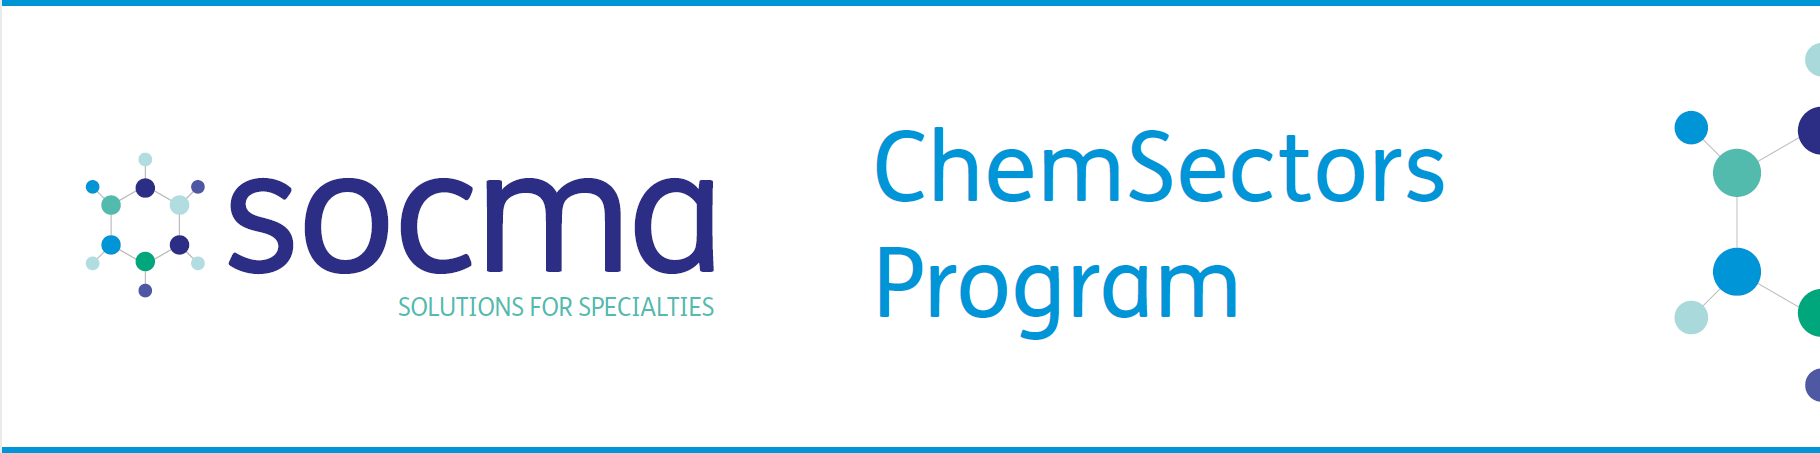 socma
SOLUTIONS FOR SPECIALTIES
ChemSectors
Program